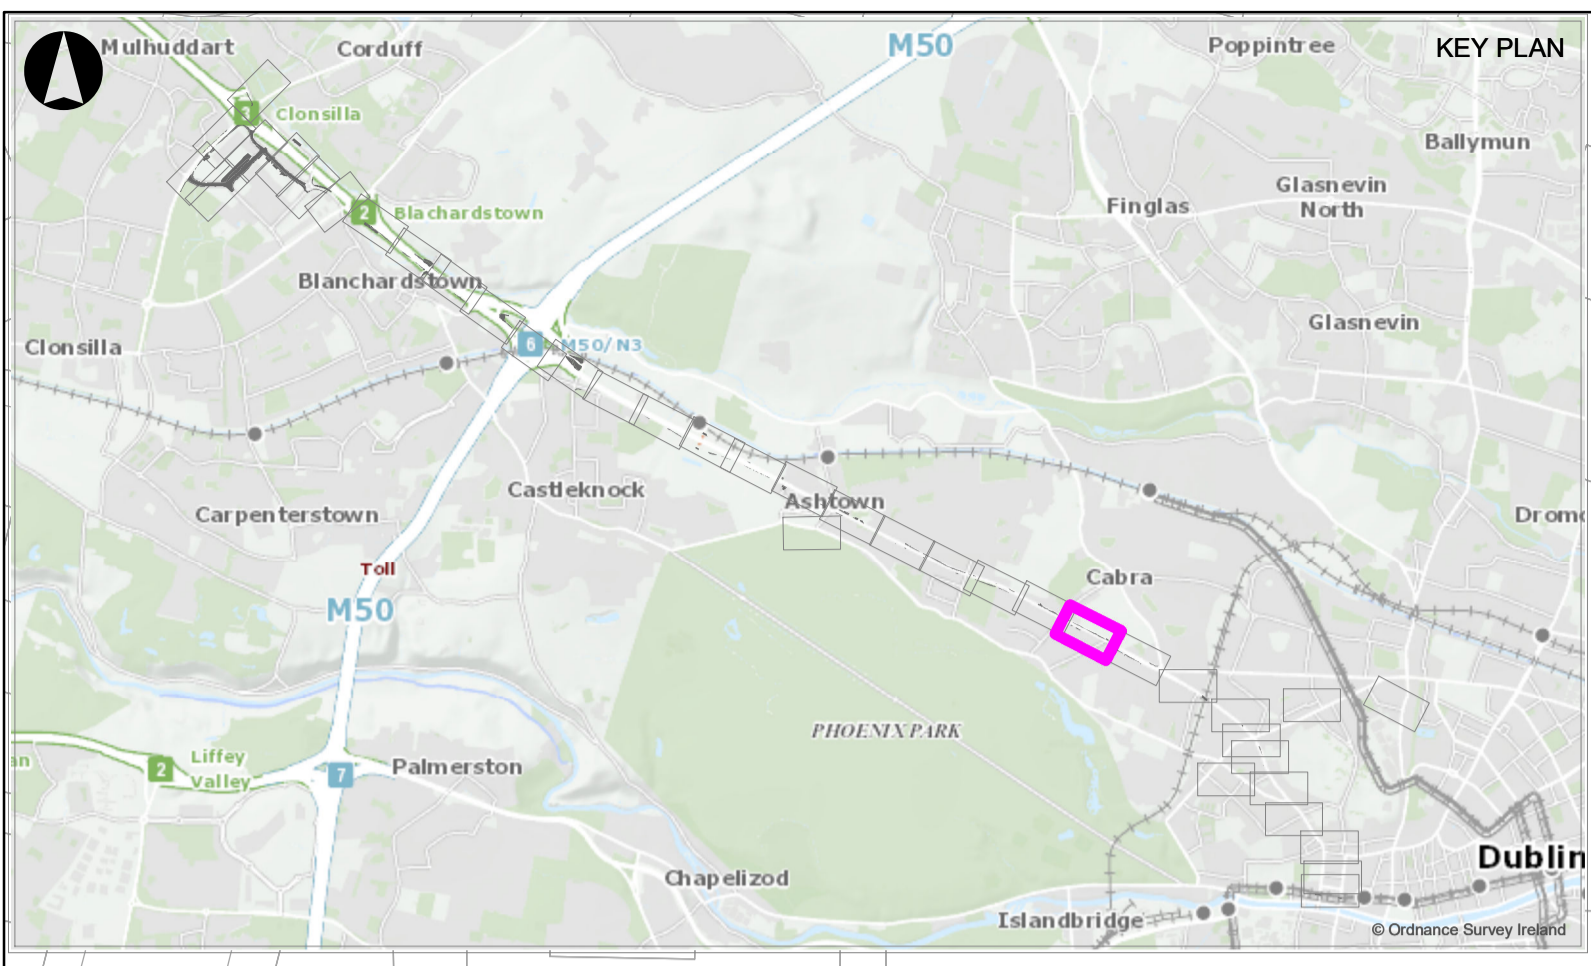 KEY PLAN
Mulhuddart
Corduff
M50
Poppintree
3
Clonsilla
Ballymun
2
Blachardstown
Finglas
Glasnevin
North
Blanchardstown
Glasnevin
Clonsilla
6
M50/N3
Castleknock
Ashtown
Carpenterstown
Toll
M50
Cabra
PHOENIX PARK
an
2
Liffey
Valley
7
Palmerston
Chapelizod
Islandbridge
Dublin
© Ordnance Survey Ireland